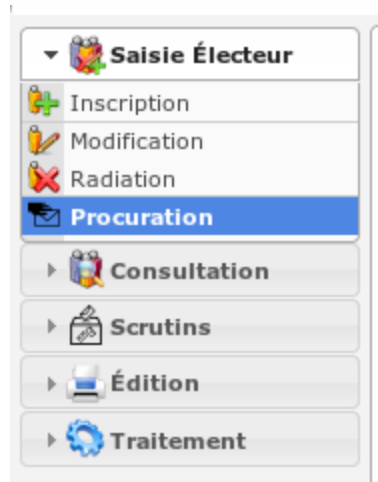 Saisie Électeur
Inscription
Modification
Radiation
Procuration
Consultation
Scrutins
Édition
Traitement